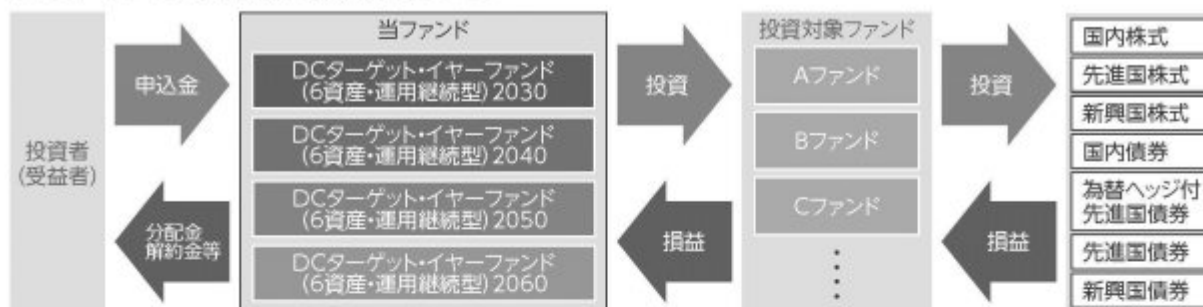 投資者
(受益者)
申込金
分配金
解約金等
当ファンド
DCターゲット・イヤーファンド
(6資産・運用継続型)2030
DCターゲット・イヤーファンド
(6資産・運用継続型)2040
DCターゲット・イヤーファンド
(6資産・運用継続型)2050
DCターゲット・イヤーファンド
(6資産・運用継続型)2060
投資
損益
投資対象ファンド
Aファンド
Bファンド
Cファンド
投資
損益
国内株式
先進国株式
新興国株式
国内債券
為替ヘッジ付
先進国債券
先進国債券
新興国債券